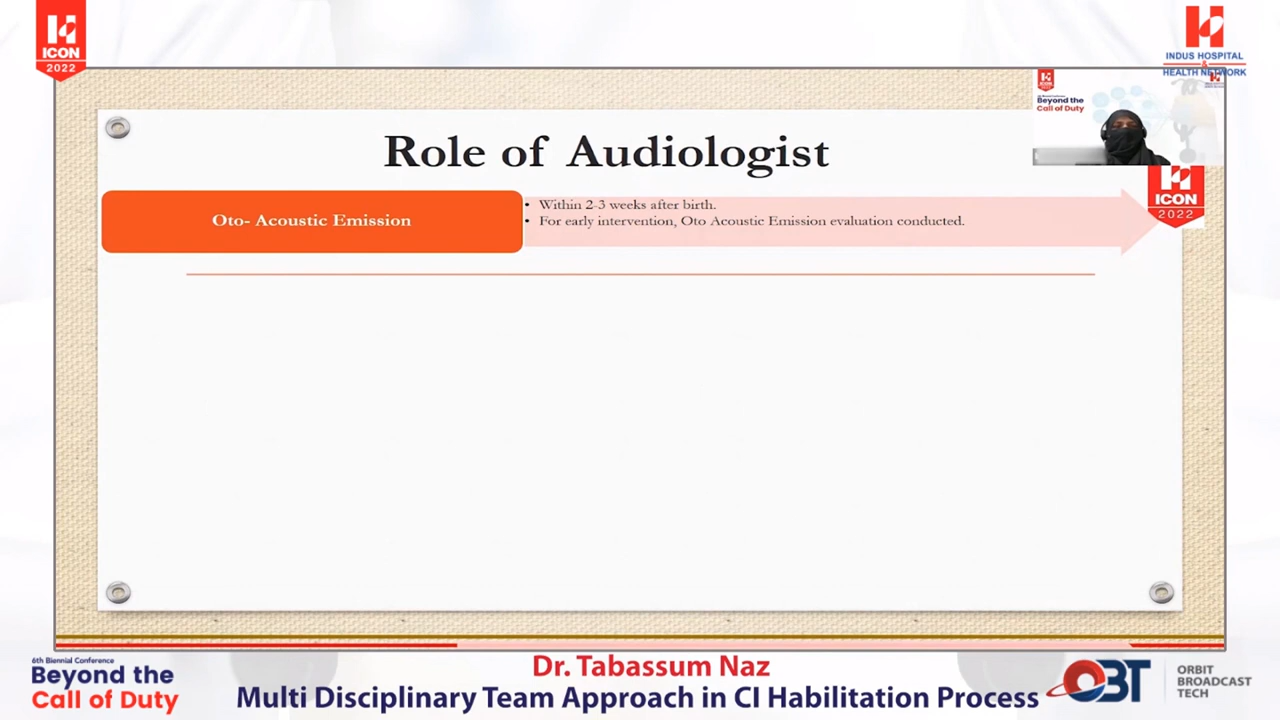 ICON
2022
INDUS HOSPITAL
&
HEALTH NETWORK
Beyond the
Call of Duty
ICON
2022
Role of Audiologist
Oto- Acoustic Emission
• Within 2-3 weeks after birth.
• For early intervention, Oto Acoustic Emission evaluation conducted.
6th Biennial Conference
Beyond the
Call of Duty
Dr. Tabassum Naz
Multi Disciplinary Team Approach in CI Habilitation Process
OBT
ORBIT
BROADCAST
TECH